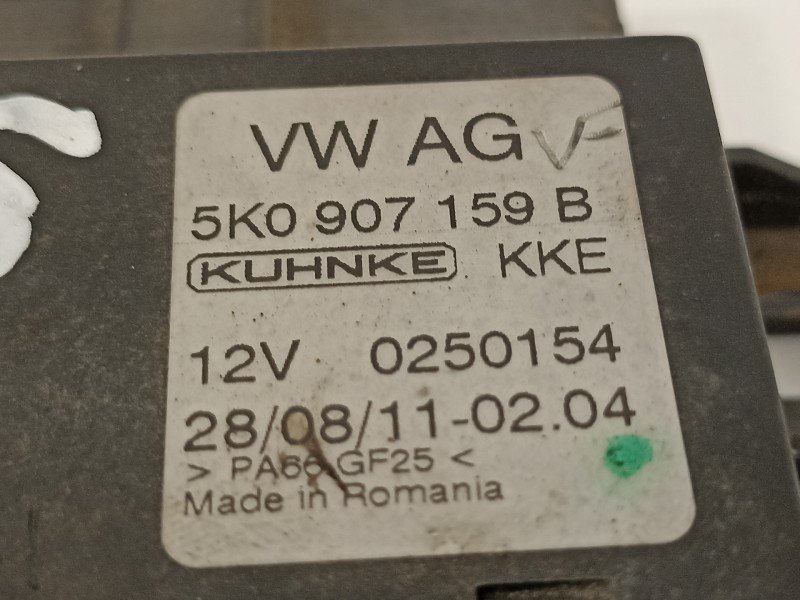 VW AG
5K0 907 159 B
KUHNKE KKE
12V 0250154
28/08/11-02.04
> PA66 GF25 <
Made in Romania